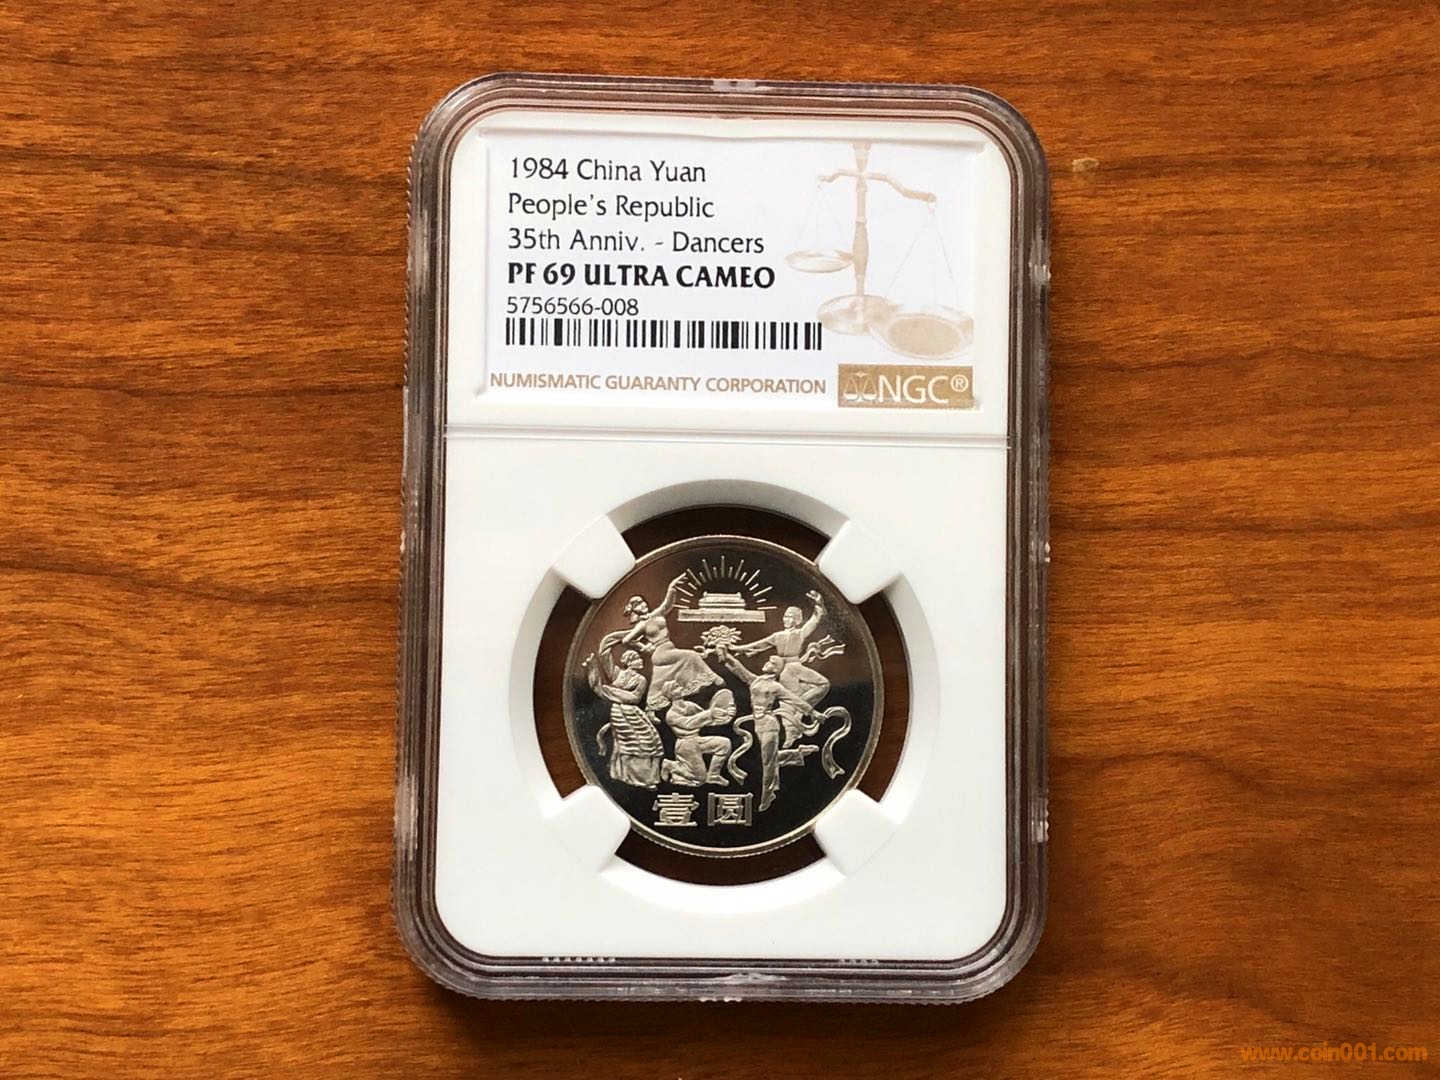 1984 China Yuan
People's Republic
35th Anniv. - Dancers
PF 69 ULTRA CAMEO
5756566-008
NUMISMATIC GUARANTY CORPORATION
NGC®
壹圆
www.coin001.com